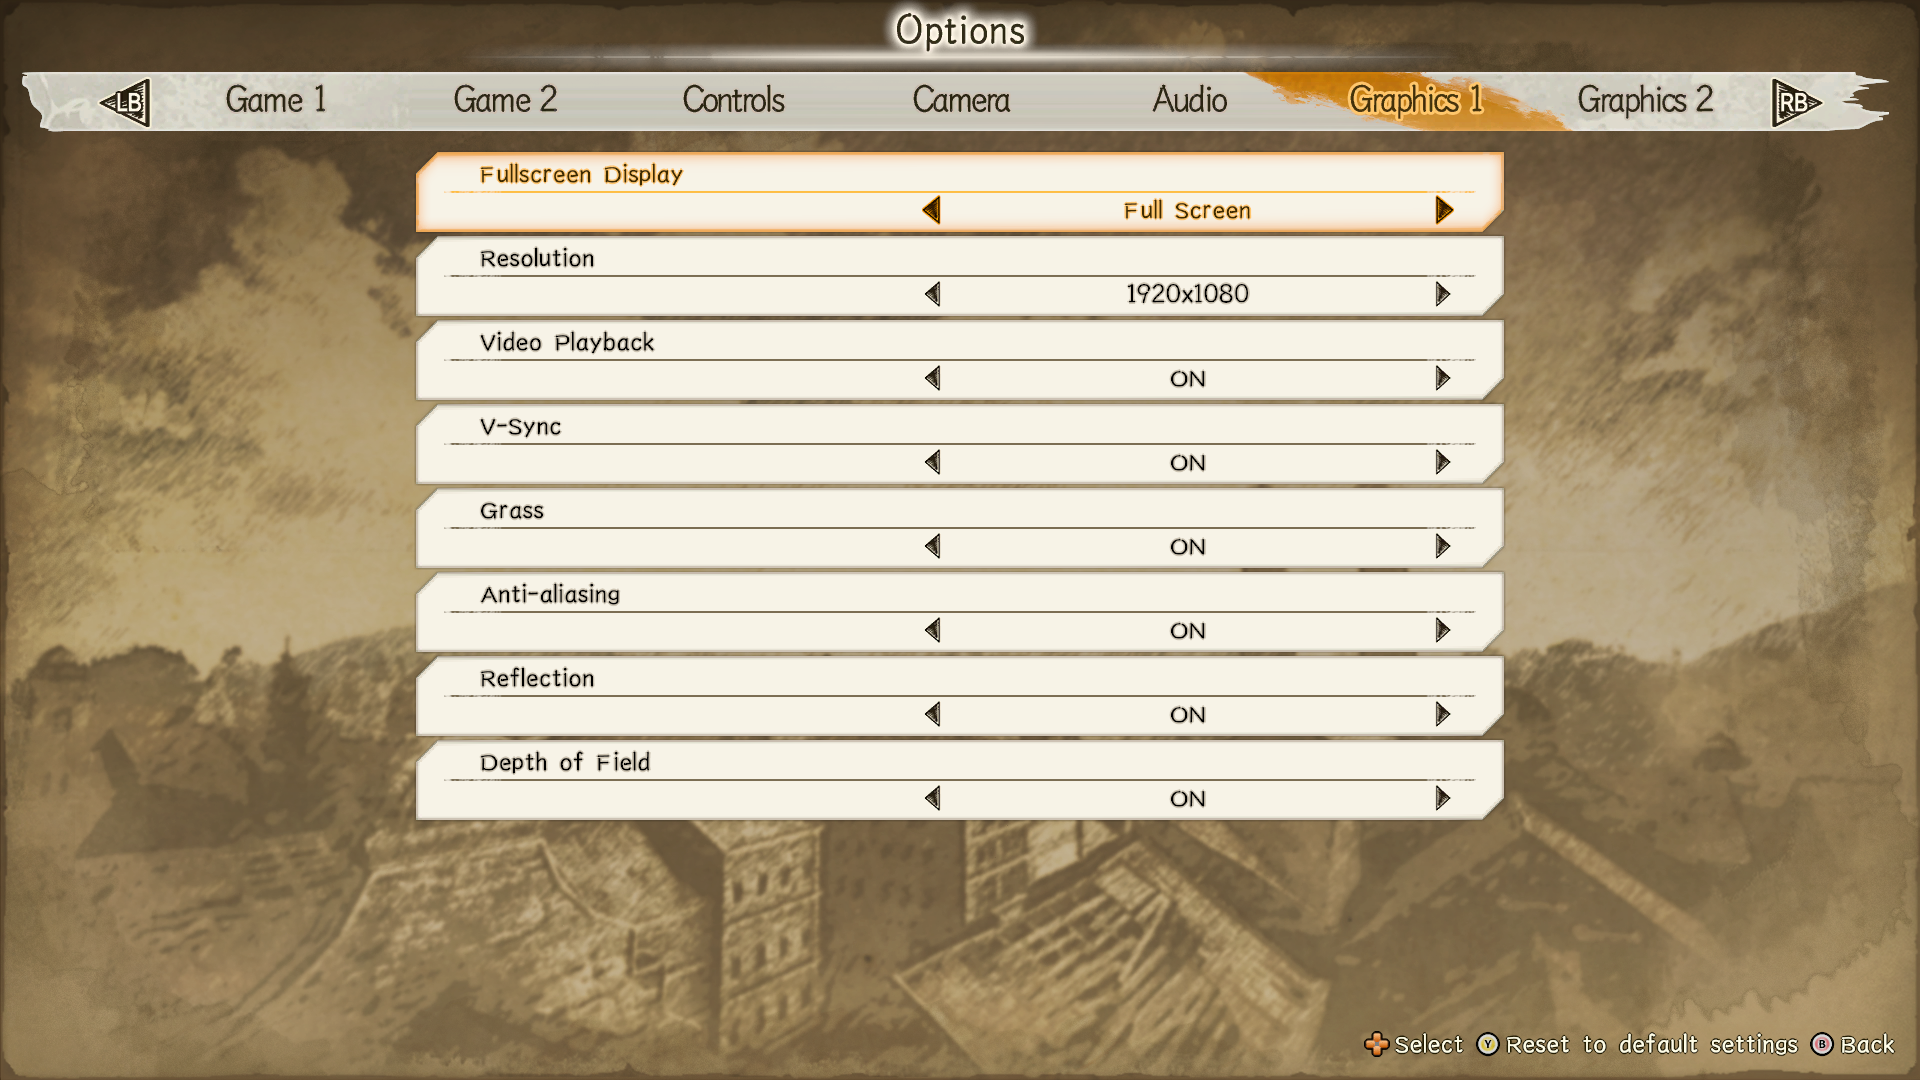 Options
LB Game 1 Game 2 Controls Camera Audio Graphics 1 Graphics 2 RB
Fullscreen Display
Full Screen
Resolution
1920x1080
Video Playback
ON
V-Sync
ON
Grass
ON
Anti-aliasing
ON
Reflection
ON
Depth of Field
ON
Select Y Reset to default settings B Back